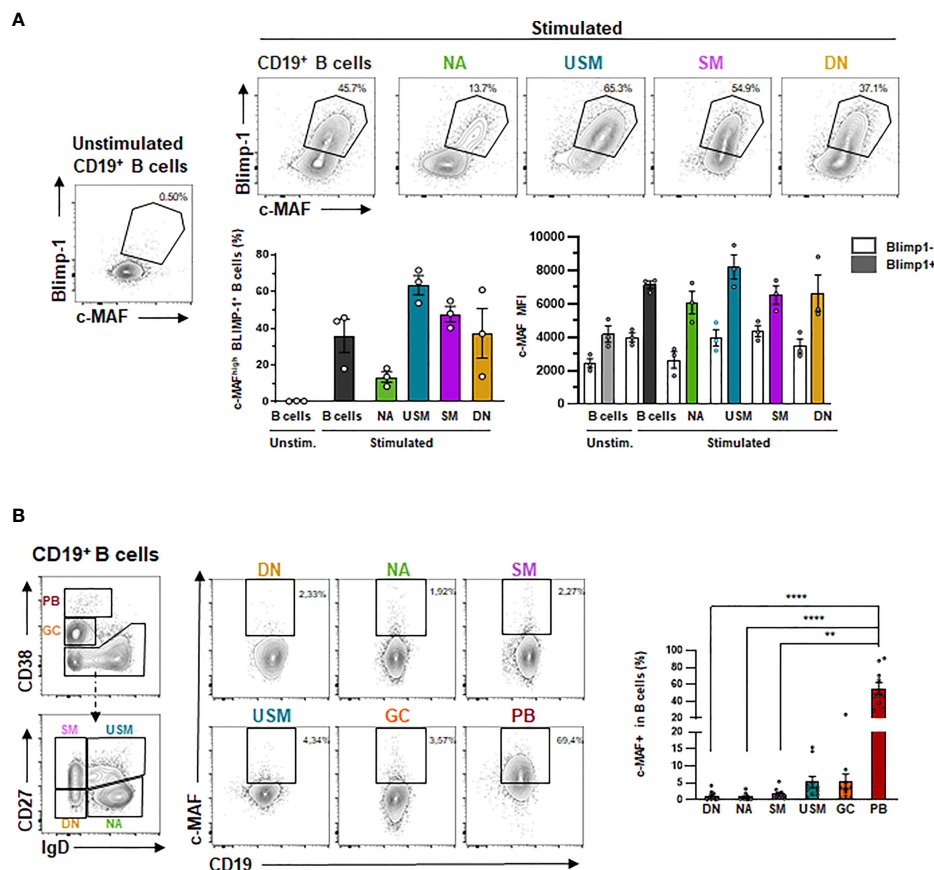 A
Stimulated
CD19+ B cells
NA
USM
SM
DN
45.7%
13.7%
65.3%
54.9%
37.1%
Blimp-1
c-MAF
Unstimulated
CD19+ B cells
0.50%
Blimp-1
c-MAF
c-MAFhigh BLIMP-1+ B cells (%)
80
60
40
20
0
B cells
B cells
NA
USM
SM
DN
Unstim.
Stimulated
c-MAF MFI
10000
8000
6000
4000
2000
0
Blimp1-
Blimp1+
B cells
B cells
NA
USM
SM
DN
Unstim.
Stimulated
B
CD19+ B cells
PB
GC
CD38
SM
USM
DN
NA
CD27
IgD
DN
NA
SM
2,33%
1,92%
2,27%
USM
GC
PB
4,34%
3,57%
69,4%
c-MAF
CD19
****
****
**
c-MAF+ in B cells (%)
100
80
60
40
20
15
10
5
0
DN
NA
SM
USM
GC
PB